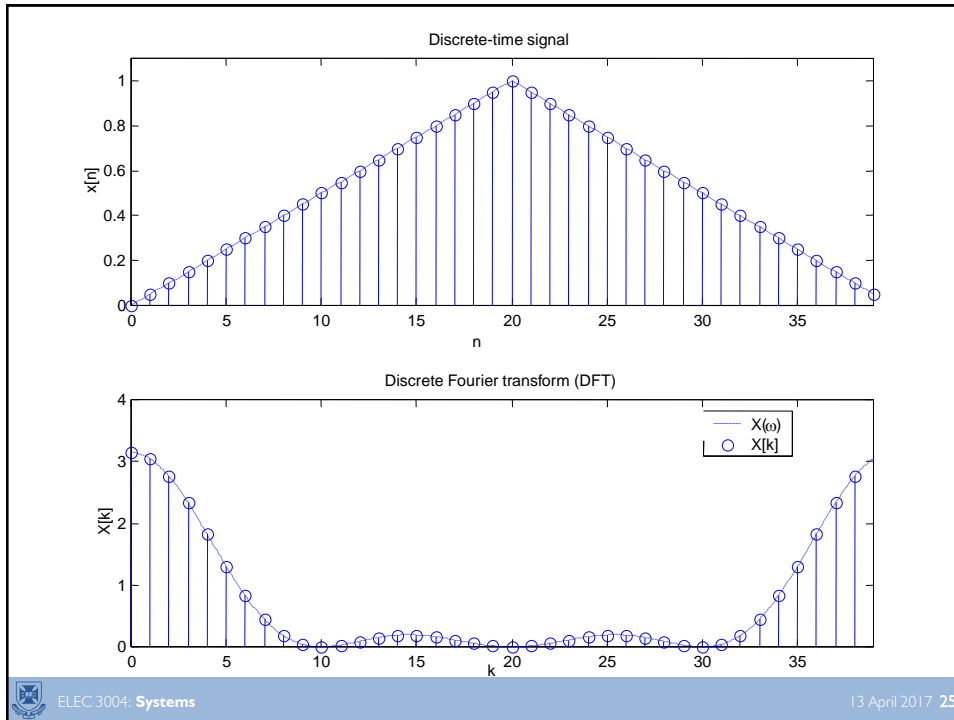 Discrete-time signal
1
0.8
0.6
0.4
0.2
0
x[n]
0 5 10 15 20 25 30 35
n
Discrete Fourier transform (DFT)
4
3
2
1
0
X[k]
X(ω)
X[k]
0 5 10 15 20 25 30 35
k
ELEC 3004: Systems 13 April 2017 25